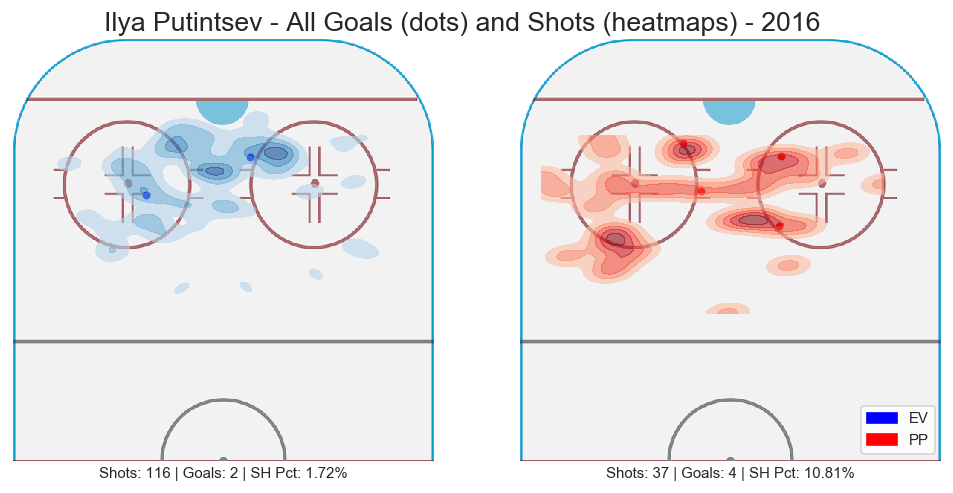 Ilya Putintsev - All Goals (dots) and Shots (heatmaps) - 2016
EV
PP
Shots: 116 | Goals: 2 | SH Pct: 1.72%
Shots: 37 | Goals: 4 | SH Pct: 10.81%